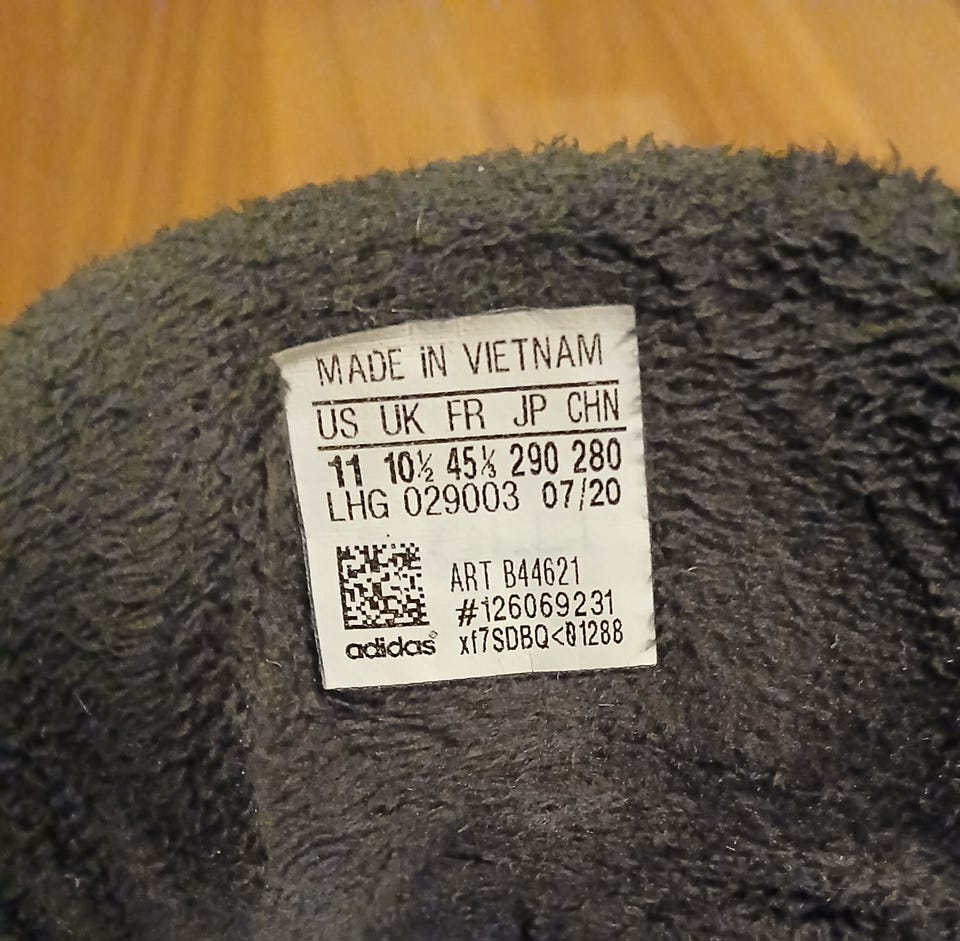 MADE iN VIETNAM
US UK FR JP CHN
11 10½ 45⅓ 290 280
LHG 029003 07/20
ART B44621
#126069231
adidas® xf7SDBQ<01288